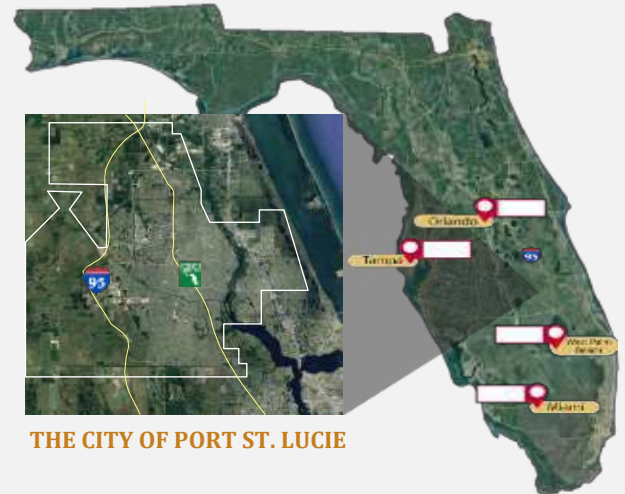 Orlando
Tampa
95
95
West Palm
Beach
Miami
THE CITY OF PORT ST. LUCIE